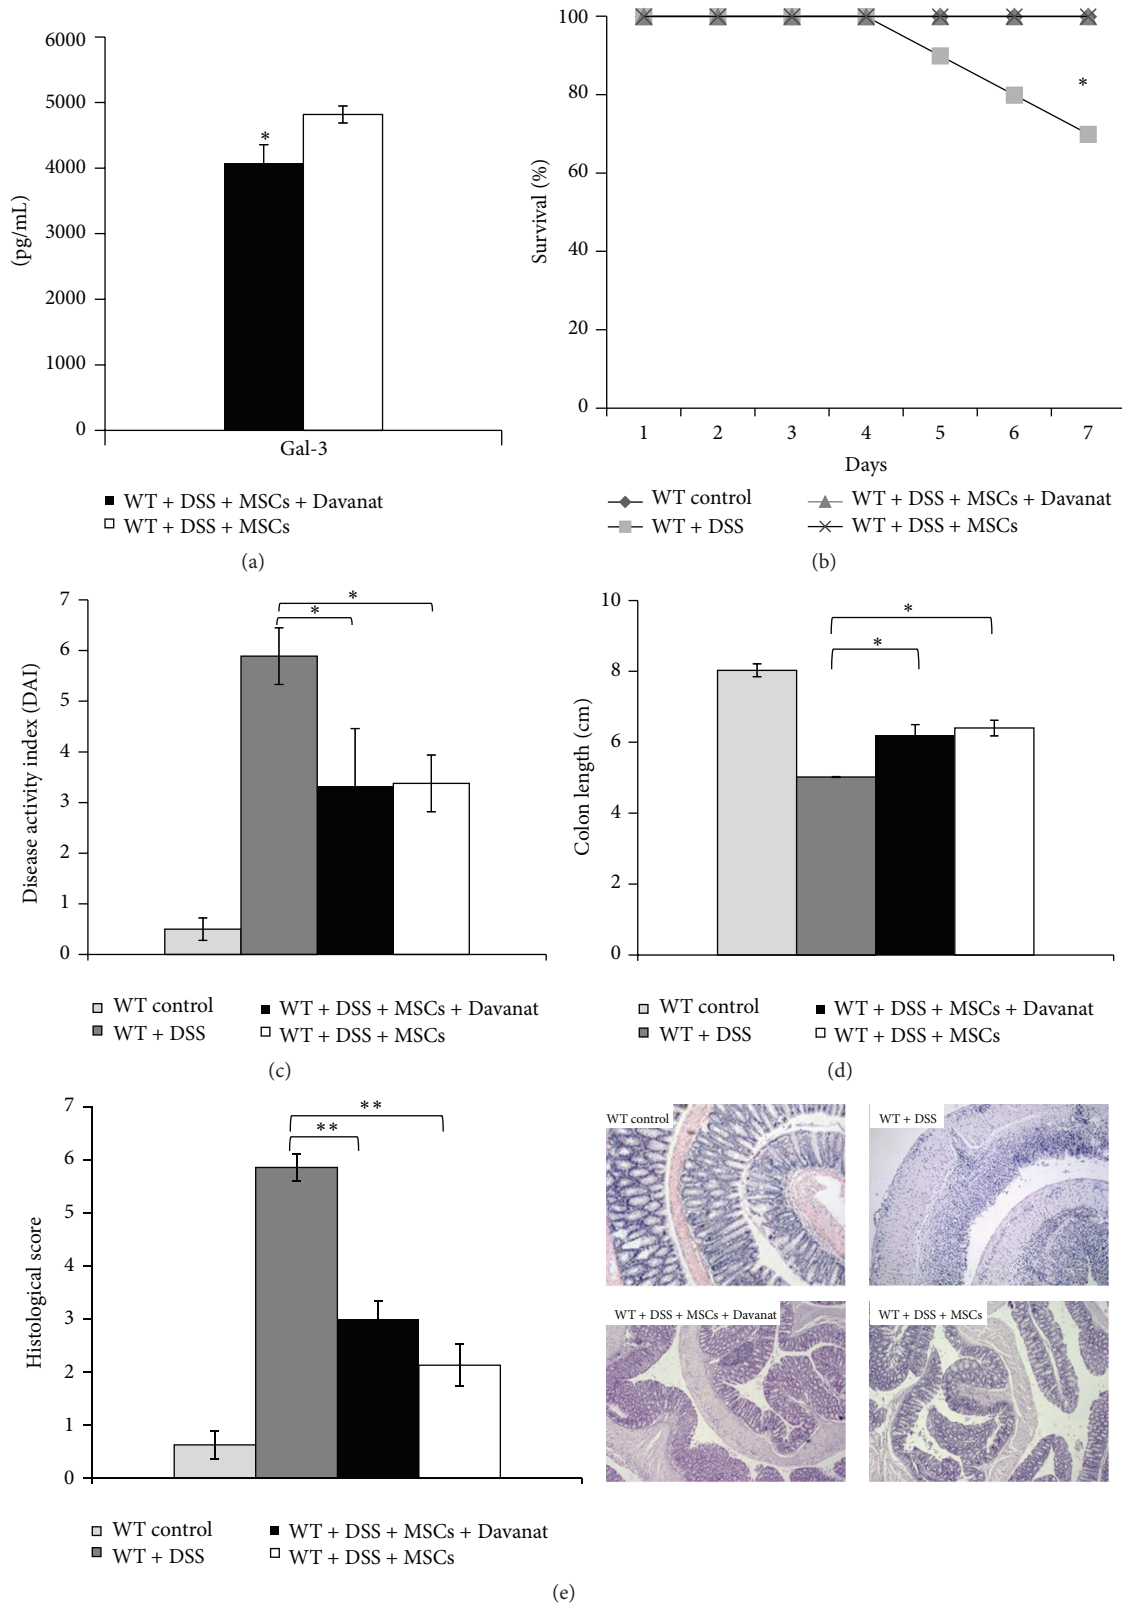 6000
5000
4000
3000
2000
1000
0
(pg/mL)
*
Gal-3
WT + DSS + MSCs + Davanat
WT + DSS + MSCs
(a)
100
80
60
40
20
0
Survival (%)
*
1 2 3 4 5 6 7
Days
WT control
WT + DSS
WT + DSS + MSCs + Davanat
WT + DSS + MSCs
(b)
7
6
5
4
3
2
1
0
Disease activity index (DAI)
*
*
WT control
WT + DSS
WT + DSS + MSCs + Davanat
WT + DSS + MSCs
(c)
10
8
6
4
2
0
Colon length (cm)
*
*
WT control
WT + DSS
WT + DSS + MSCs + Davanat
WT + DSS + MSCs
(d)
7
6
5
4
3
2
1
0
Histological score
**
**
WT control
WT + DSS
WT + DSS + MSCs + Davanat
WT + DSS + MSCs
WT control
WT + DSS
WT + DSS + MSCs + Davanat
WT + DSS + MSCs
(e)